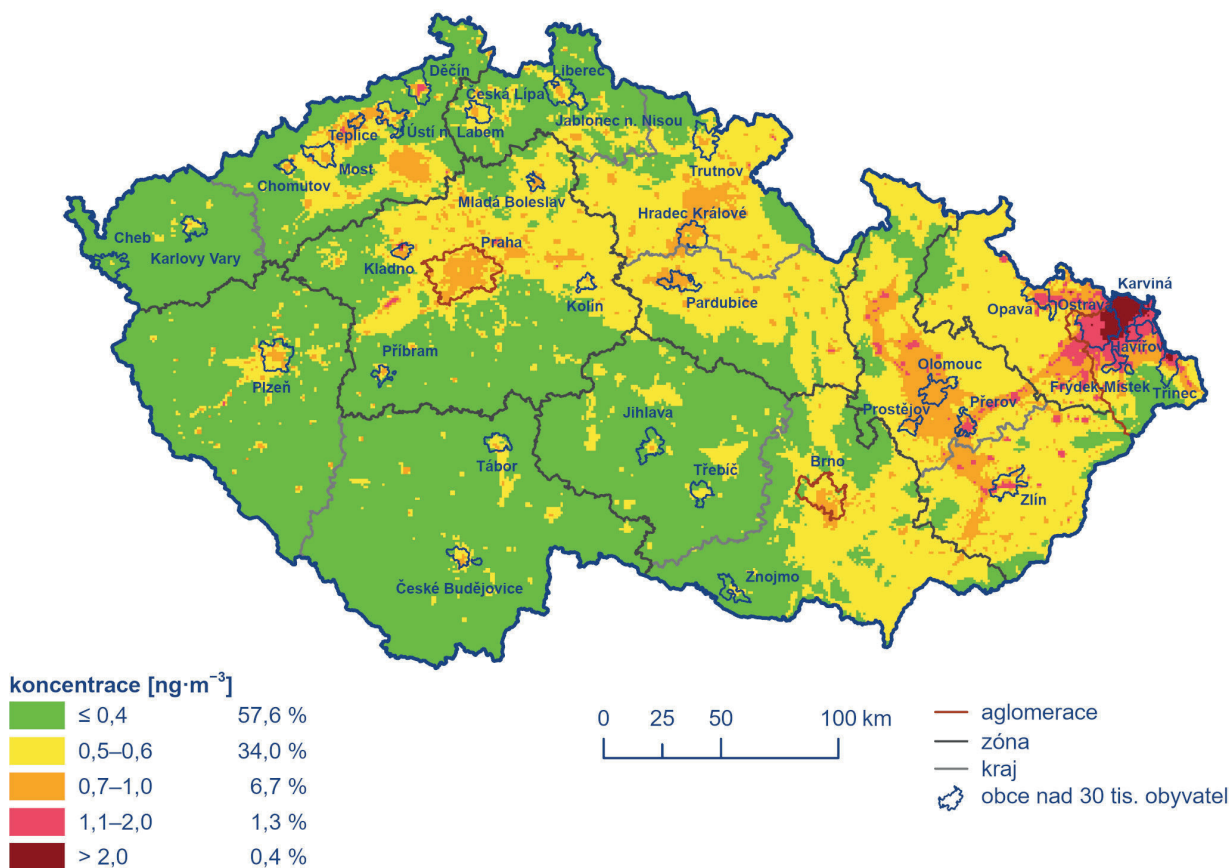 Děčín
Liberec
Česká Lípa
Jablonec n. Nisou
Teplice
Ústí n. Labem
Most
Chomutov
Trutnov
Mladá Boleslav
Hradec Králové
Cheb
Karlovy Vary
Kladno
Praha
Kolín
Pardubice
Karviná
Opava
Ostrava
Havířov
Frýdek-Místek
Třinec
Příbram
Plzeň
Olomouc
Přerov
Prostějov
Jihlava
Tábor
Třebíč
Brno
Zlín
České Budějovice
Znojmo
koncentrace [ng·m⁻³]
≤ 0,4 57,6 %
0,5–0,6 34,0 %
0,7–1,0 6,7 %
1,1–2,0 1,3 %
> 2,0 0,4 %
0 25 50 100 km
aglomerace
zóna
kraj
obce nad 30 tis. obyvatel